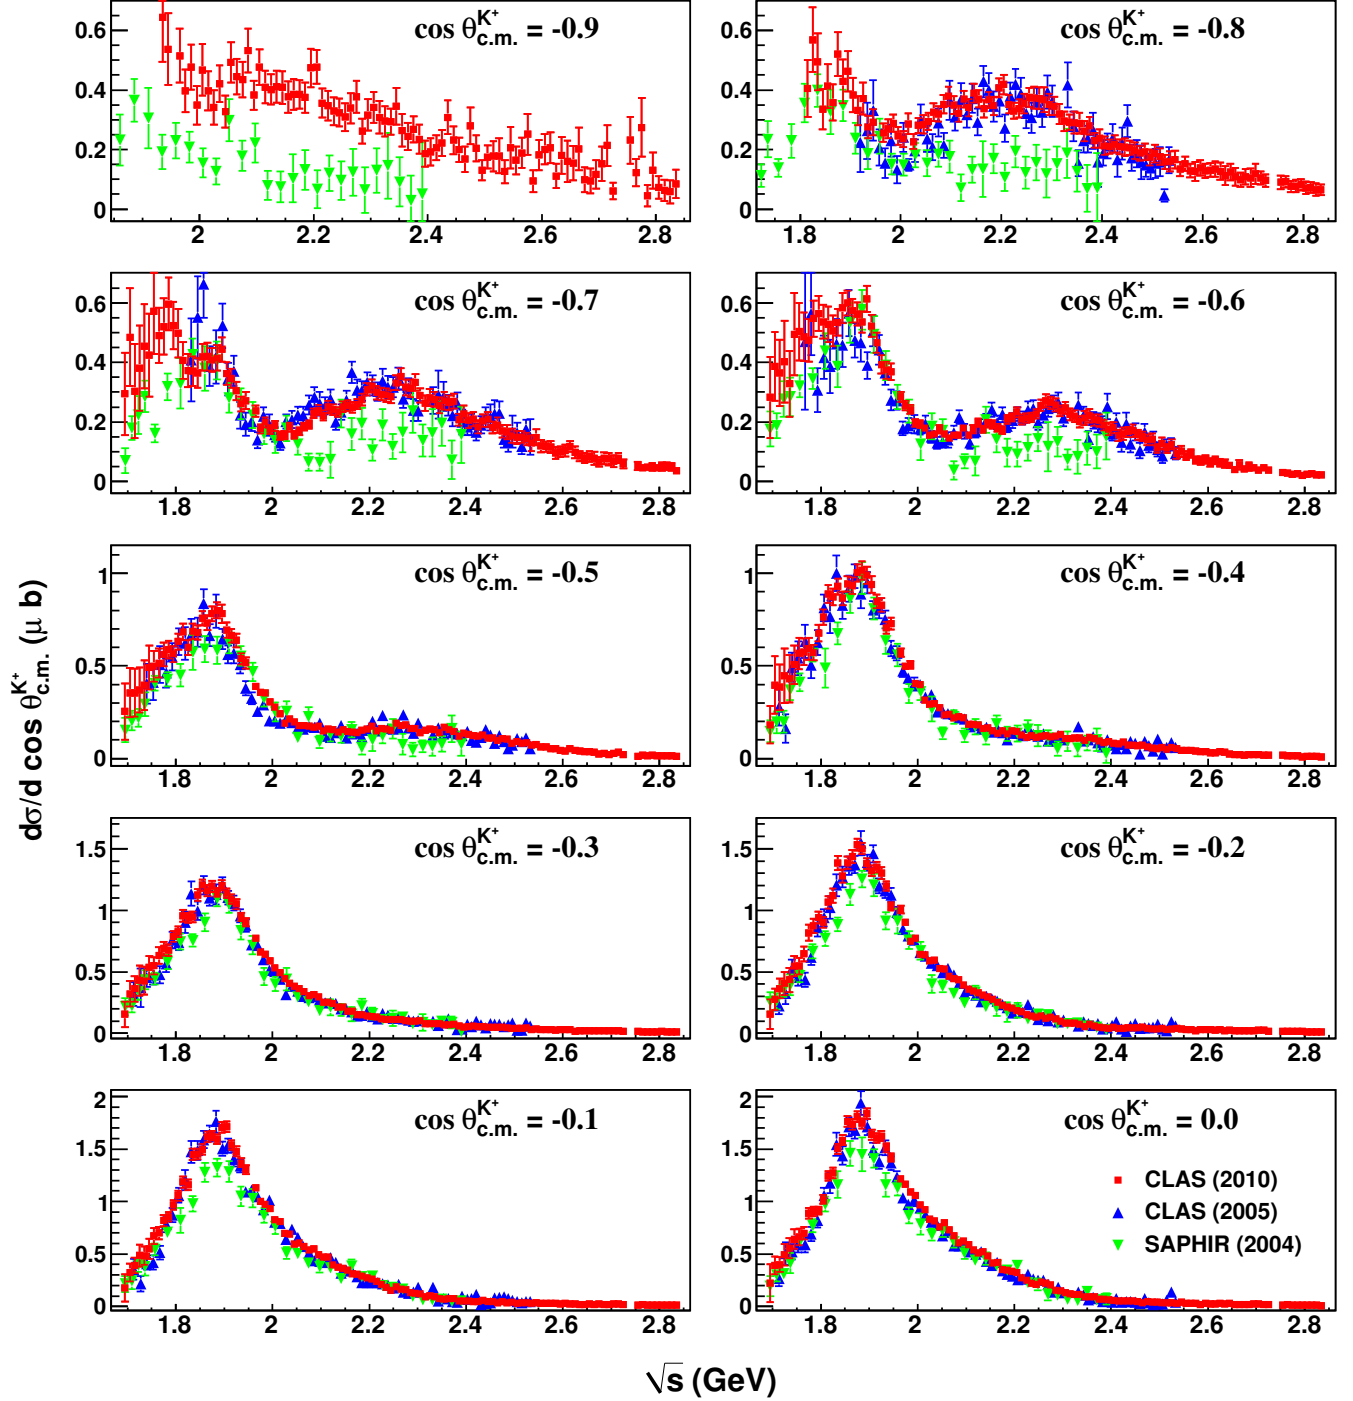 cos θ_{c.m.}^{K+} = -0.9
0.6
0.4
0.2
0
2 2.2 2.4 2.6 2.8
cos θ_{c.m.}^{K+} = -0.8
0.6
0.4
0.2
0
1.8 2 2.2 2.4 2.6 2.8
cos θ_{c.m.}^{K+} = -0.7
0.6
0.4
0.2
0
1.8 2 2.2 2.4 2.6 2.8
cos θ_{c.m.}^{K+} = -0.6
0.6
0.4
0.2
0
1.8 2 2.2 2.4 2.6 2.8
cos θ_{c.m.}^{K+} = -0.5
1
0.5
0
1.8 2 2.2 2.4 2.6 2.8
cos θ_{c.m.}^{K+} = -0.4
1
0.5
0
1.8 2 2.2 2.4 2.6 2.8
dσ/d cos θ_{c.m.}^{K+} (μ b)
cos θ_{c.m.}^{K+} = -0.3
1.5
1
0.5
0
1.8 2 2.2 2.4 2.6 2.8
cos θ_{c.m.}^{K+} = -0.2
1.5
1
0.5
0
1.8 2 2.2 2.4 2.6 2.8
cos θ_{c.m.}^{K+} = -0.1
2
1.5
1
0.5
0
1.8 2 2.2 2.4 2.6 2.8
cos θ_{c.m.}^{K+} = 0.0
2
1.5
1
0.5
0
CLAS (2010)
CLAS (2005)
SAPHIR (2004)
1.8 2 2.2 2.4 2.6 2.8
√s (GeV)